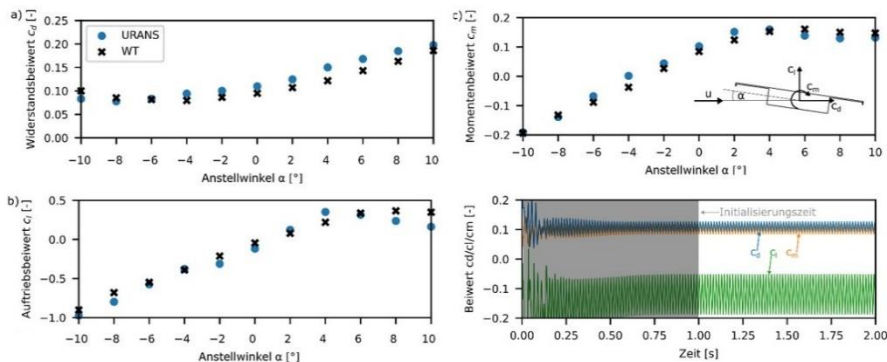 a)
Widerstandsbeiwert c_d [-]
0.25
0.20
0.15
0.10
0.05
0.00
URANS
WT
−10 −8 −6 −4 −2 0 2 4 6 8 10
Anstellwinkel α [°]
b)
Auftriebsbeiwert c_l [-]
0.5
0.0
−0.5
−1.0
−10 −8 −6 −4 −2 0 2 4 6 8 10
Anstellwinkel α [°]
c)
Momentenbeiwert c_m [-]
0.2
0.1
0.0
−0.1
−0.2
c_l
c_m
u
α
c_d
−10 −8 −6 −4 −2 0 2 4 6 8 10
Anstellwinkel α [°]
Beiwert cd/cl/cm [-]
0.2
0.1
0.0
−0.1
−0.2
Initialisierungszeit
c_d
c_l
c_m
0.00 0.25 0.50 0.75 1.00 1.25 1.50 1.75 2.00
Zeit [s]